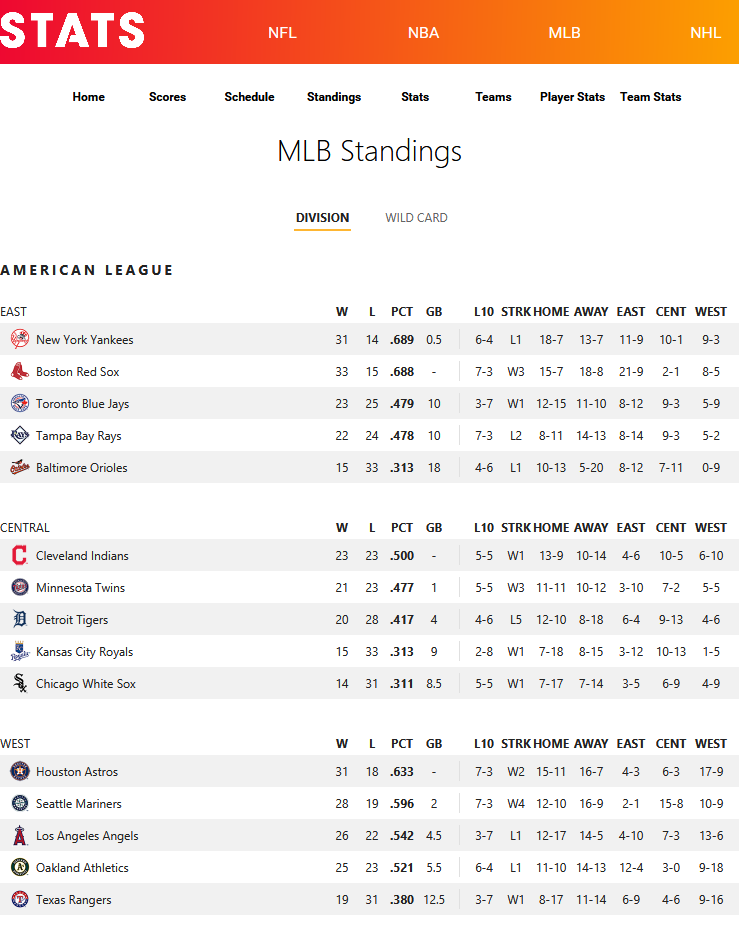 STATS NFL NBA MLB NHL
Home Scores Schedule Standings Stats Teams Player Stats Team Stats
MLB Standings
DIVISION WILD CARD
AMERICAN LEAGUE
EAST W L PCT GB L10 STRK HOME AWAY EAST CENT WEST
New York Yankees 31 14 .689 0.5 6-4 L1 18-7 13-7 11-9 10-1 9-3
Boston Red Sox 33 15 .688 - 7-3 W3 15-7 18-8 21-9 2-1 8-5
Toronto Blue Jays 23 25 .479 10 3-7 W1 12-15 11-10 8-12 9-3 5-9
Tampa Bay Rays 22 24 .478 10 7-3 L2 8-11 14-13 8-14 9-3 5-2
Baltimore Orioles 15 33 .313 18 4-6 L1 10-13 5-20 8-12 7-11 0-9
CENTRAL W L PCT GB L10 STRK HOME AWAY EAST CENT WEST
Cleveland Indians 23 23 .500 - 5-5 W1 13-9 10-14 4-6 10-5 6-10
Minnesota Twins 21 23 .477 1 5-5 W3 11-11 10-12 3-10 7-2 5-5
Detroit Tigers 20 28 .417 4 4-6 L5 12-10 8-18 6-4 9-13 4-6
Kansas City Royals 15 33 .313 9 2-8 W1 7-18 8-15 3-12 10-13 1-5
Chicago White Sox 14 31 .311 8.5 5-5 W1 7-17 7-14 3-5 6-9 4-9
WEST W L PCT GB L10 STRK HOME AWAY EAST CENT WEST
Houston Astros 31 18 .633 - 7-3 W2 15-11 16-7 4-3 6-3 17-9
Seattle Mariners 28 19 .596 2 7-3 W4 12-10 16-9 2-1 15-8 10-9
Los Angeles Angels 26 22 .542 4.5 3-7 L1 12-17 14-5 4-10 7-3 13-6
Oakland Athletics 25 23 .521 5.5 6-4 L1 11-10 14-13 12-4 3-0 9-18
Texas Rangers 19 31 .380 12.5 3-7 W1 8-17 11-14 6-9 4-6 9-16